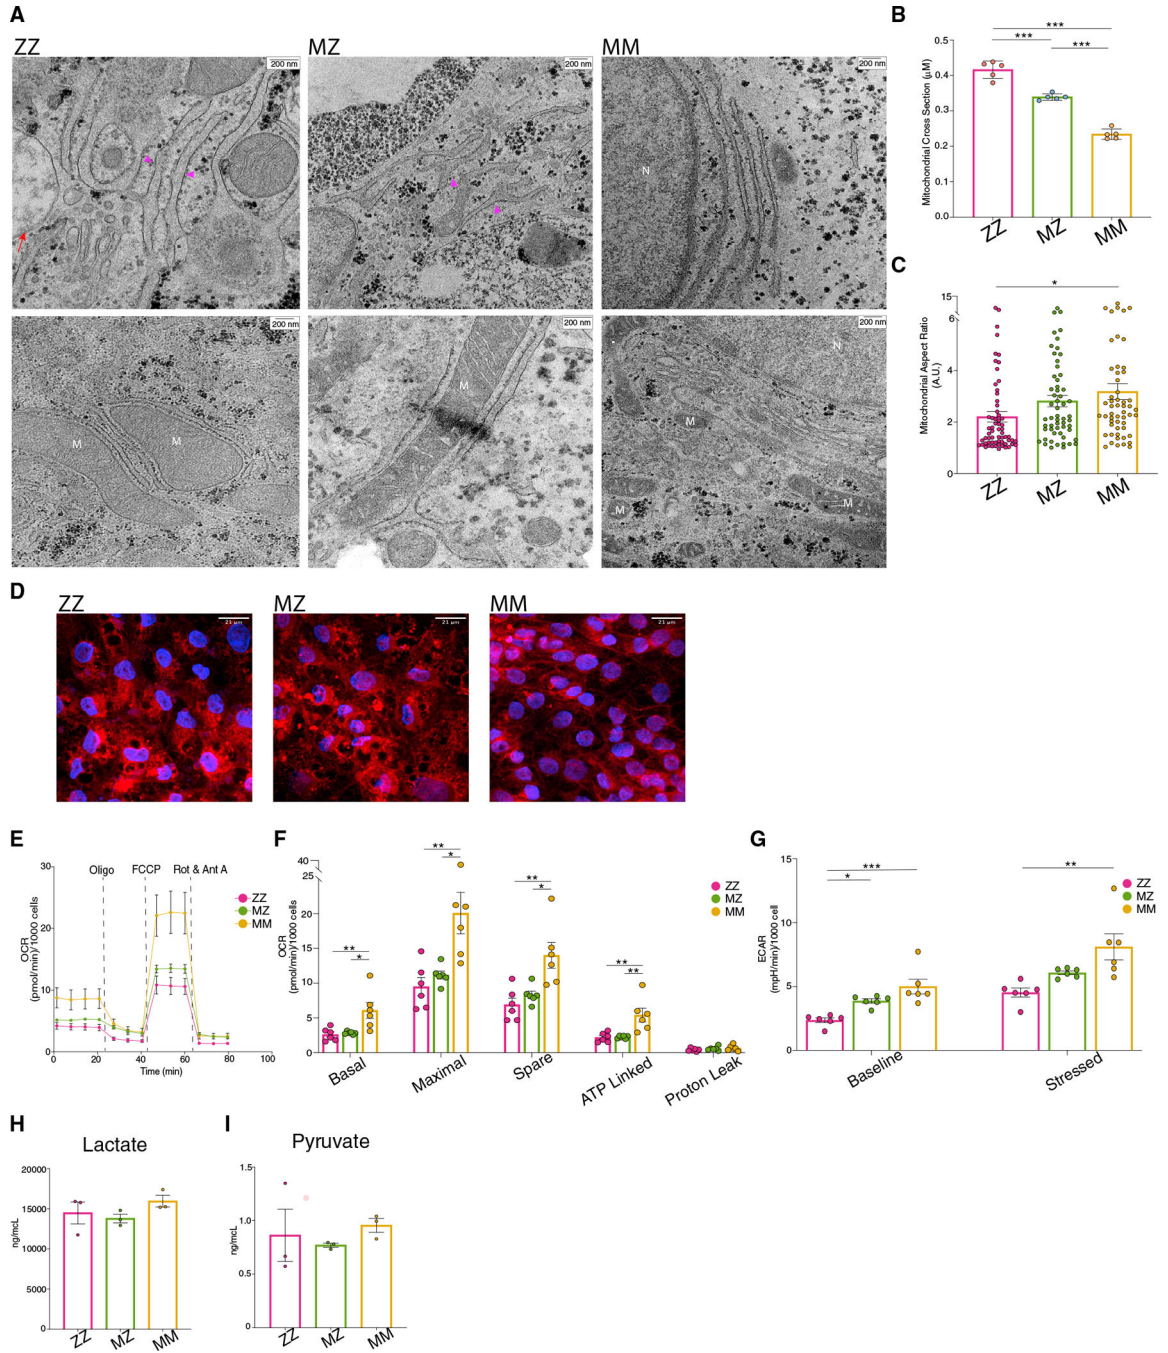 A
ZZ
MZ
MM
200 nm
200 nm
200 nm
N
200 nm
200 nm
200 nm
M
M
M
N
M
M
M
B
***
***
***
Mitochondrial Cross Section (μM)
0.5
0.4
0.3
0.2
0.1
0.0
ZZ
MZ
MM
C
*
Mitochondrial Aspect Ratio
(A.U.)
15
6
4
2
0
ZZ
MZ
MM
D
ZZ
MZ
MM
21 μm
21 μm
21 μm
E
OCR
(pmol/min)/1000 cells
30
20
10
0
Oligo
FCCP
Rot & Ant A
ZZ
MZ
MM
0
20
40
60
80
100
Time (min)
F
OCR
(pmol/min)/1000 cells
40
25
20
15
10
5
0
**
*
**
*
**
*
**
**
ZZ
MZ
MM
Basal
Maximal
Spare
ATP Linked
Proton Leak
G
ECAR
(mpH/min)/1000 cell
15
10
5
0
***
*
**
ZZ
MZ
MM
Baseline
Stressed
H
Lactate
ng/mcL
20000
15000
10000
5000
0
ZZ
MZ
MM
I
Pyruvate
ng/mcL
1.5
1.0
0.5
0
ZZ
MZ
MM